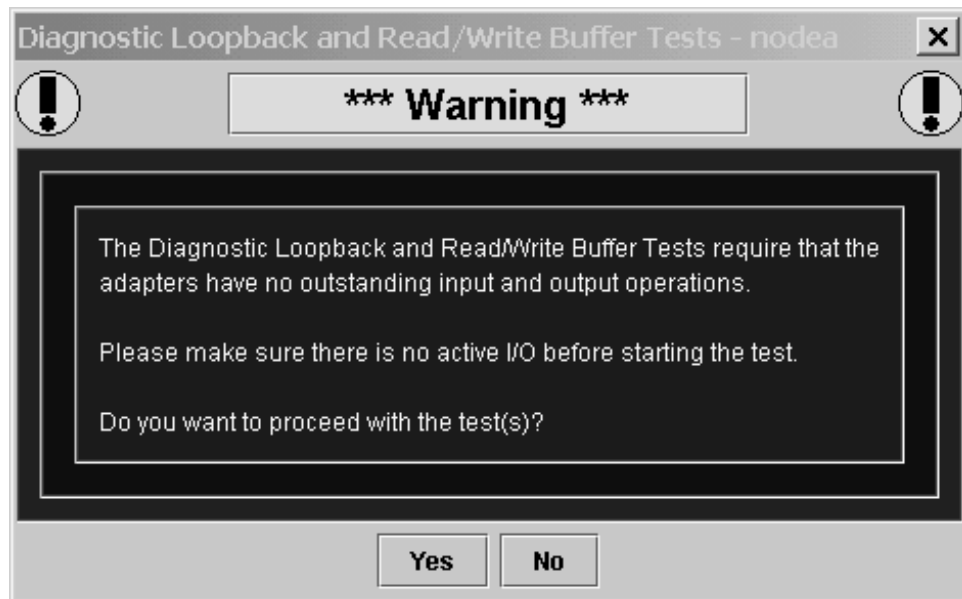 Diagnostic Loopback and Read/Write Buffer Tests - nodea
*** Warning ***
The Diagnostic Loopback and Read/Write Buffer Tests require that the
adapters have no outstanding input and output operations.
Please make sure there is no active I/O before starting the test.
Do you want to proceed with the test(s)?
Yes No